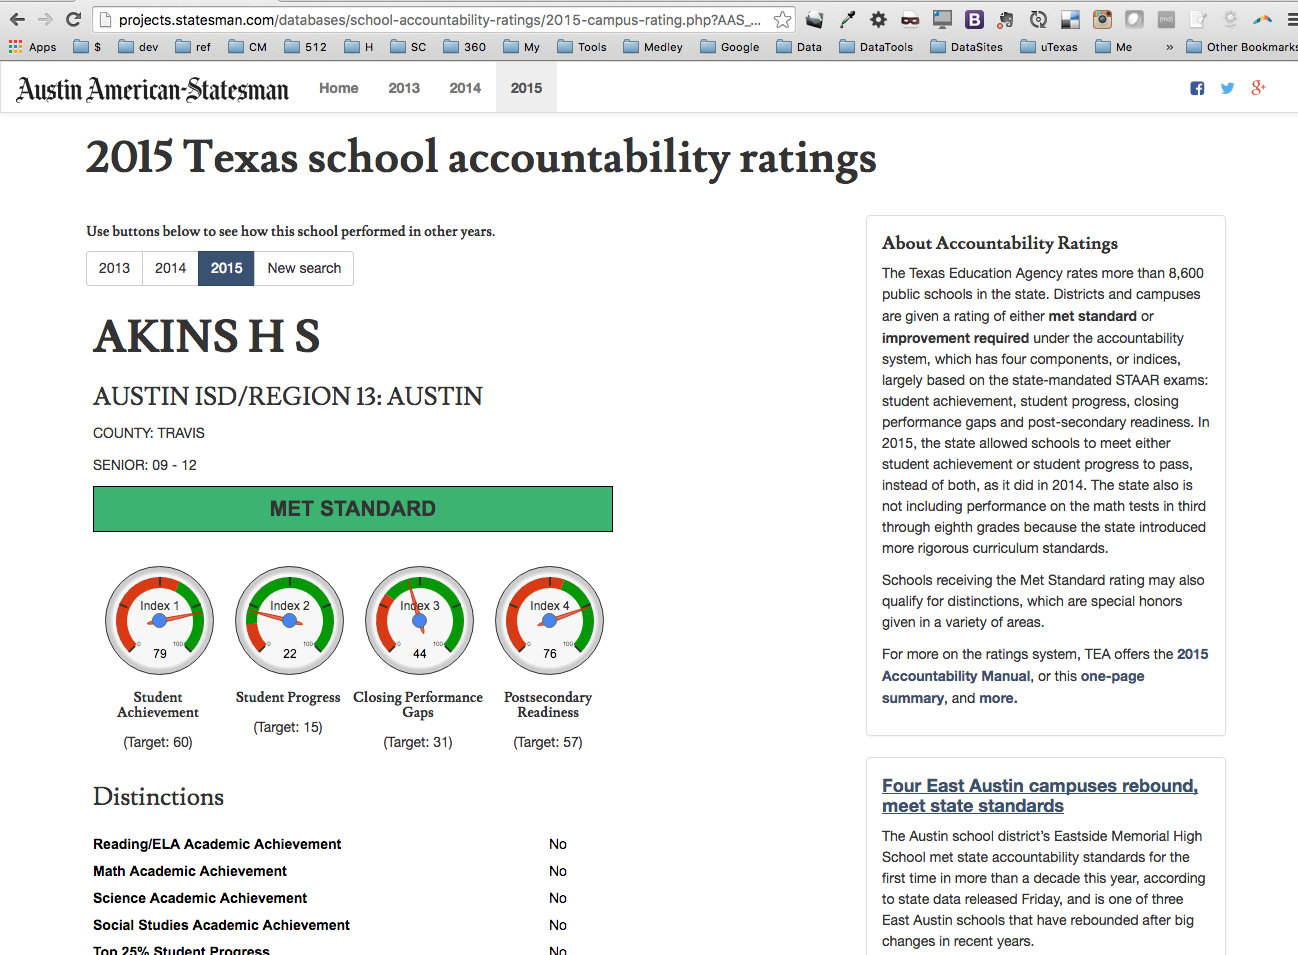 projects.statesman.com/databases/school-accountability-ratings/2015-campus-rating.php?AAS_...
Apps $ dev ref CM 512 H SC 360 My Tools Medley Google Data DataTools DataSites uTexas Me » Other Bookmarks
Austin American-Statesman Home 2013 2014 2015
2015 Texas school accountability ratings
Use buttons below to see how this school performed in other years.
2013 2014 2015 New search
AKINS H S
AUSTIN ISD/REGION 13: AUSTIN
COUNTY: TRAVIS
SENIOR: 09 - 12
MET STANDARD
Index 1
0 100
79
Student
Achievement
(Target: 60)
Index 2
0 100
22
Student Progress
(Target: 15)
Index 3
0 100
44
Closing Performance
Gaps
(Target: 31)
Index 4
0 100
76
Postsecondary
Readiness
(Target: 57)
Distinctions
Reading/ELA Academic Achievement No
Math Academic Achievement No
Science Academic Achievement No
Social Studies Academic Achievement No
Top 25% Student Progress No
About Accountability Ratings
The Texas Education Agency rates more than 8,600
public schools in the state. Districts and campuses
are given a rating of either met standard or
improvement required under the accountability
system, which has four components, or indices,
largely based on the state-mandated STAAR exams:
student achievement, student progress, closing
performance gaps and post-secondary readiness. In
2015, the state allowed schools to meet either
student achievement or student progress to pass,
instead of both, as it did in 2014. The state also is
not including performance on the math tests in third
through eighth grades because the state introduced
more rigorous curriculum standards.
Schools receiving the Met Standard rating may also
qualify for distinctions, which are special honors
given in a variety of areas.
For more on the ratings system, TEA offers the 2015
Accountability Manual, or this one-page
summary, and more.
Four East Austin campuses rebound,
meet state standards
The Austin school district's Eastside Memorial High
School met state accountability standards for the
first time in more than a decade this year, according
to state data released Friday, and is one of three
East Austin schools that have rebounded after big
changes in recent years.